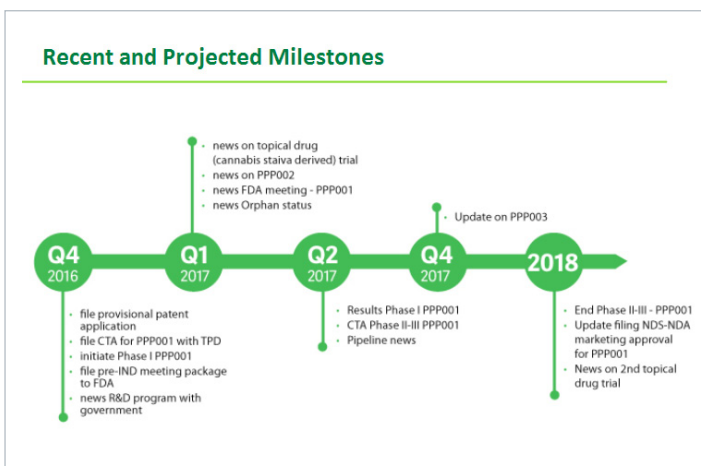 Recent and Projected Milestones
news on topical drug
(cannabis staiva derived) trial
news on PPP002
news FDA meeting - PPP001
news Orphan status
Update on PPP003
Q4
2016
Q1
2017
Q2
2017
Q4
2017
2018
file provisional patent
application
file CTA for PPP001 with TPD
initiate Phase I PPP001
file pre-IND meeting package
to FDA
news R&D program with
government
Results Phase I PPP001
CTA Phase II-III PPP001
Pipeline news
End Phase II-III - PPP001
Update filing NDS-NDA
marketing approval
for PPP001
News on 2nd topical
drug trial